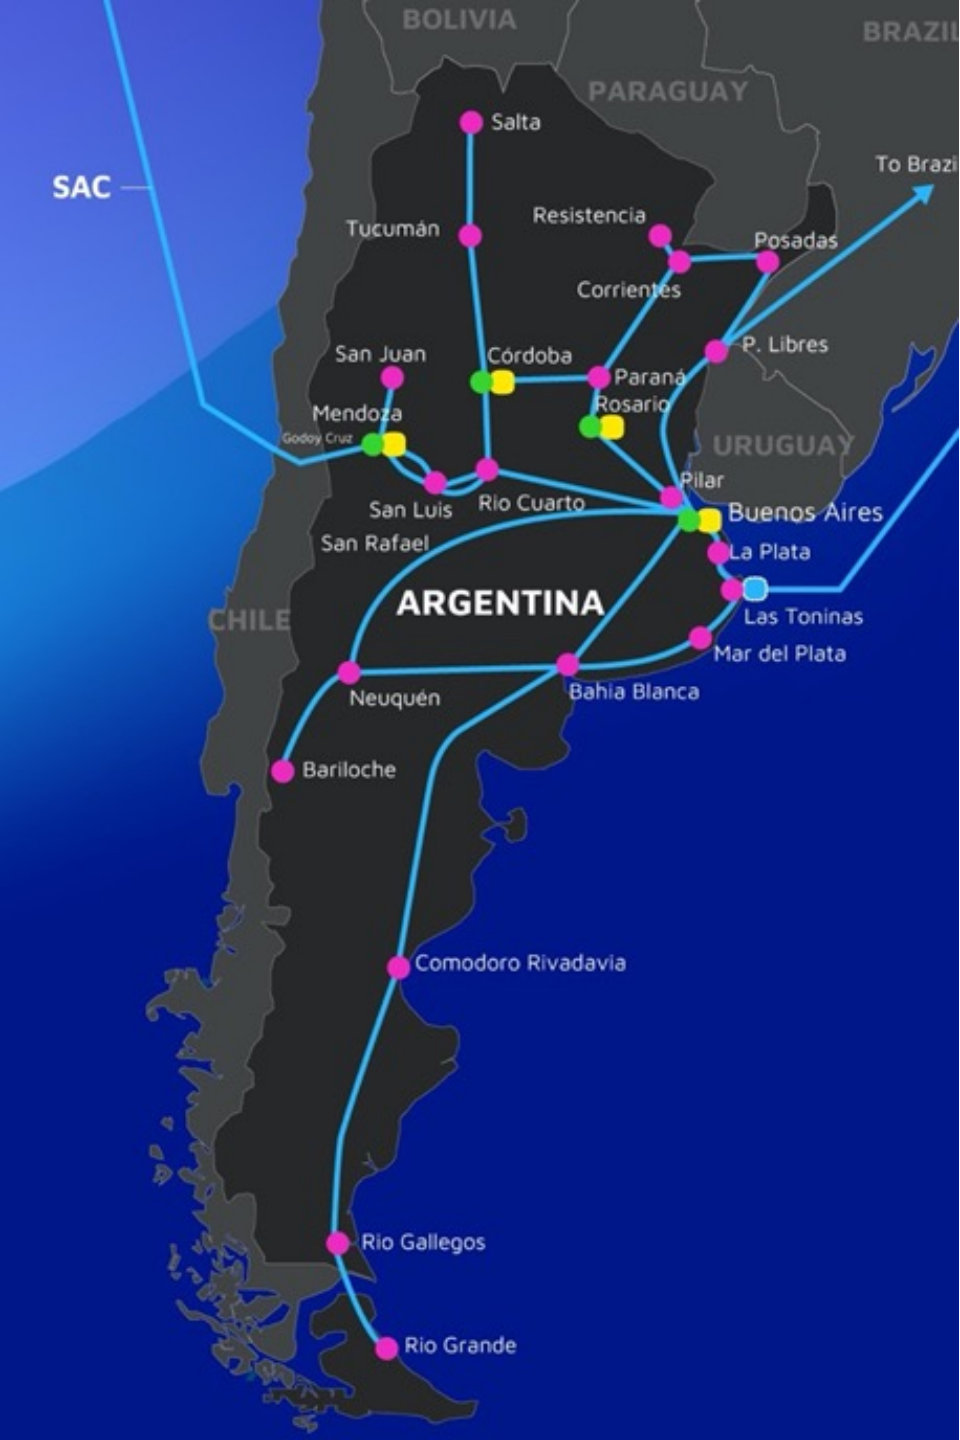 BOLIVIA
BRAZIL
PARAGUAY
Salta
To Brazi
SAC
Resistencia
Tucumán
Posadas
Corrientes
P. Libres
San Juan
Córdoba
Paraná
Rosario
Mendoza
Godoy Cruz
URUGUAY
Pilar
San Luis
Rio Cuarto
Buenos Aires
San Rafael
La Plata
ARGENTINA
Las Toninas
CHILE
Mar del Plata
Neuquén
Bahia Blanca
Bariloche
Comodoro Rivadavia
Rio Gallegos
Rio Grande